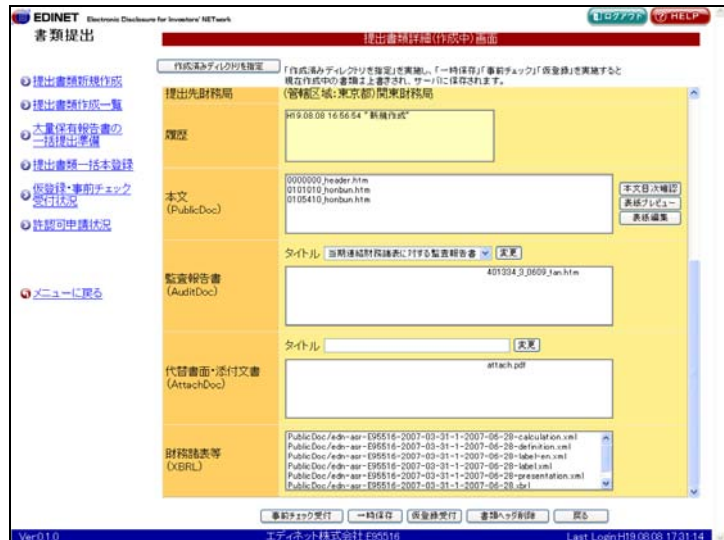 EDINET Electronic Disclosure for Investors' NETwork
ログアウト HELP
書類提出
提出書類詳細(作成中)画面
作成済みディレクトリを指定
「作成済みディレクトリを指定」を実施し、「一時保存」「事前チェック」「仮登録」を実施すると
現在作成中の書類は上書きされ、サーバに保存されます。
提出書類新規作成
提出書類作成一覧
大量保有報告書の
一括提出準備
提出書類一括本登録
仮登録・事前チェック
受付状況
許認可申請状況
メニューに戻る
提出先財務局
(管轄区域:東京都)関東財務局
履歴
H19.08.08 16:56:54 "新規作成"
本文
(PublicDoc)
0000000_header.htm
0101010_honbun.htm
0105410_honbun.htm
本文目次確認
表紙プレビュー
表紙編集
監査報告書
(AuditDoc)
タイトル 当期連結財務諸表に対する監査報告書 変更
401334_3_0609_tan.htm
代替書面・添付文書
(AttachDoc)
タイトル 変更
attach.pdf
財務諸表等
(XBRL)
PublicDoc/edn-asr-E95516-2007-03-31-1-2007-06-28-calculation.xml
PublicDoc/edn-asr-E95516-2007-03-31-1-2007-06-28-definition.xml
PublicDoc/edn-asr-E95516-2007-03-31-1-2007-06-28-label-en.xml
PublicDoc/edn-asr-E95516-2007-03-31-1-2007-06-28-label.xml
PublicDoc/edn-asr-E95516-2007-03-31-1-2007-06-28-presentation.xml
PublicDoc/edn-asr-E95516-2007-03-31-1-2007-06-28.xbrl
事前チェック受付 一時保存 仮登録受付 書類ヘッダ削除 戻る
Ver.0.1.0 エディネット株式会社:E95516 Last Login:H19.08.08 17:31:14